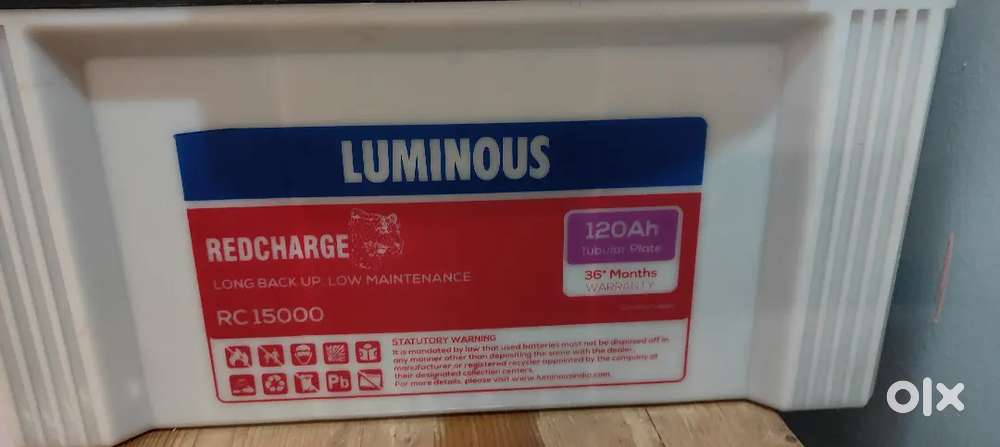 LUMINOUS
REDCHARGE
LONG BACK UP. LOW MAINTENANCE
RC 15000
120Ah
Tubular Plate
36* Months
WARRANTY
STATUTORY WARNING
It is mandated by law that used batteries must not be disposed off in
any manner other than depositing the same with the dealer,
manufacturer or registered recycler appointed by the complete at
their designated collection centers.
For more details, please visit www.luminousindia.com
Pb
olx